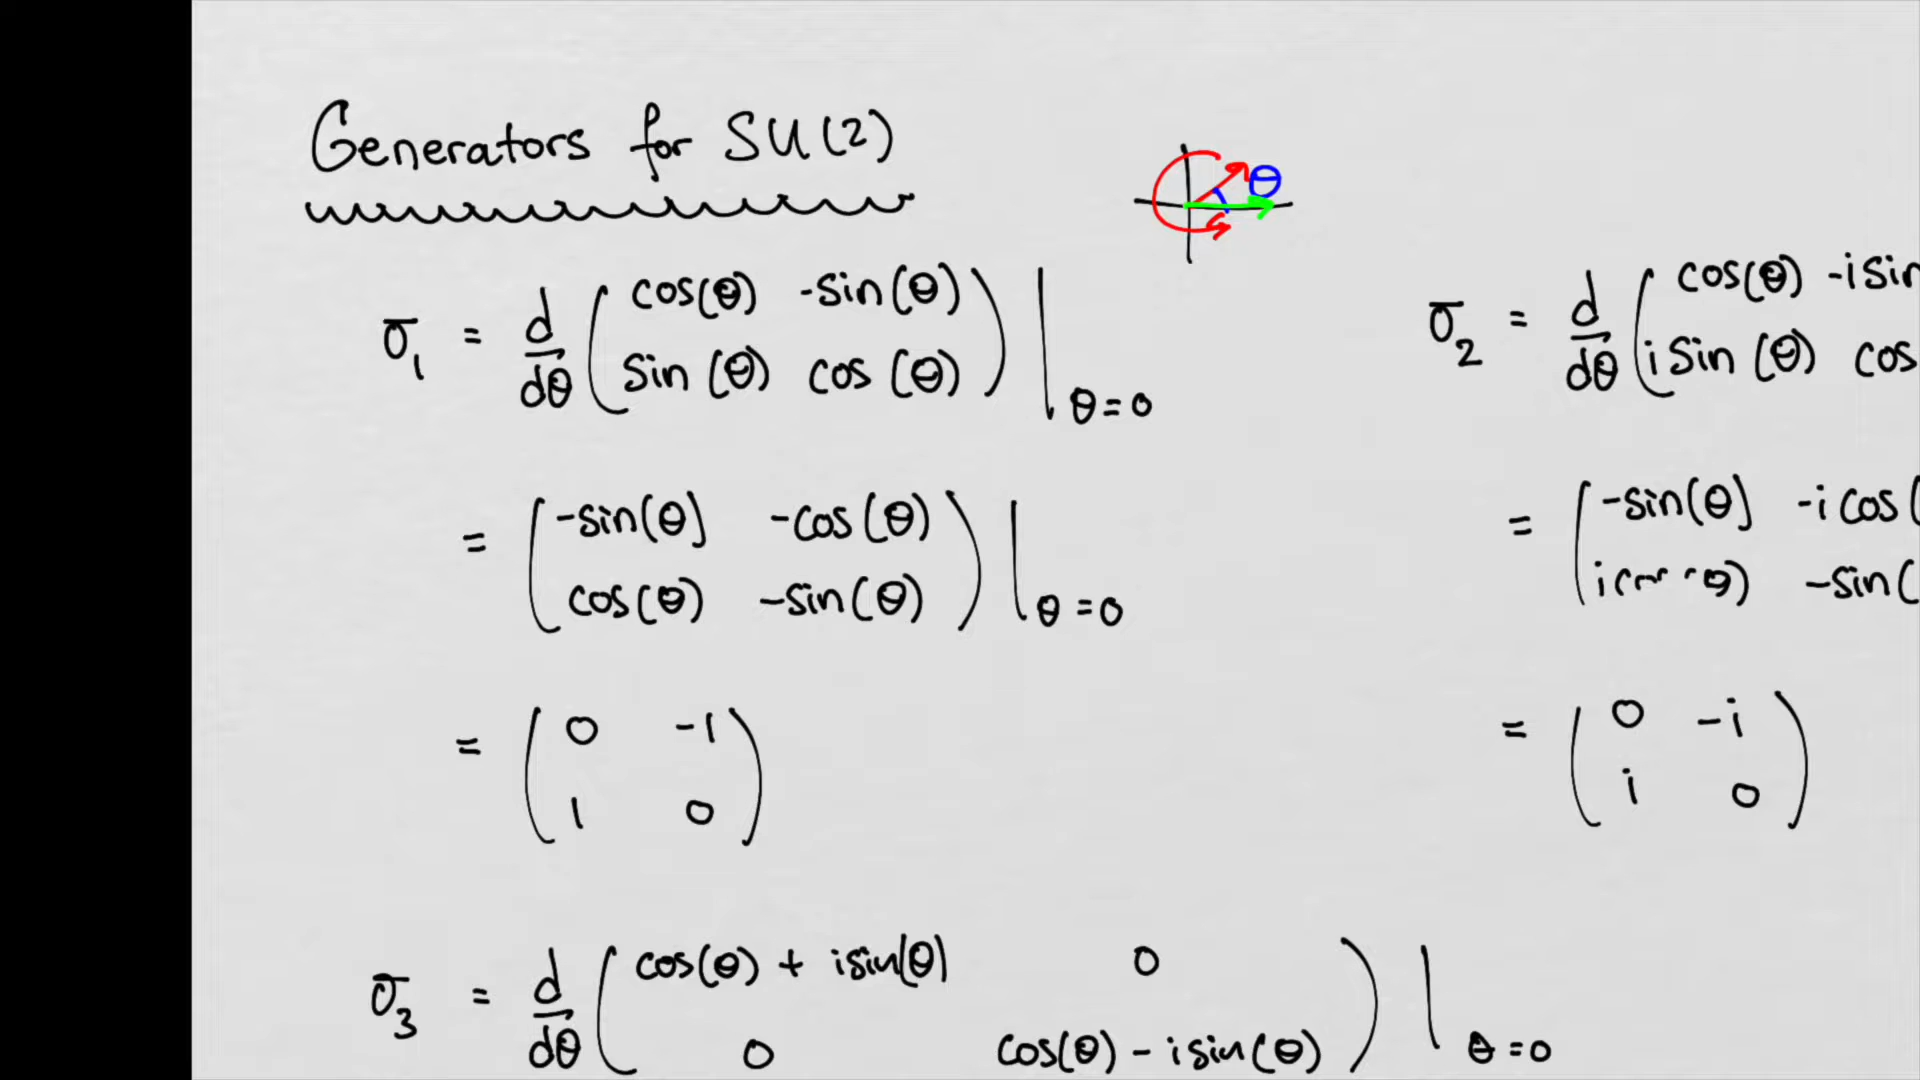 Generators for SU(2)
θ
σ₁ = d/dθ ( cos(θ) -sin(θ)
sin(θ) cos(θ) ) | θ=0
= ( -sin(θ) -cos(θ)
cos(θ) -sin(θ) ) | θ=0
= ( 0 -1
1 0 )
σ₂ = d/dθ ( cos(θ) -isin
isin(θ) cos
= ( -sin(θ) -icos(
-sin(
= ( 0 -i
i 0 )
σ₃ = d/dθ ( cos(θ) + isin(θ) 0
0 cos(θ) - isin(θ) ) | θ=0